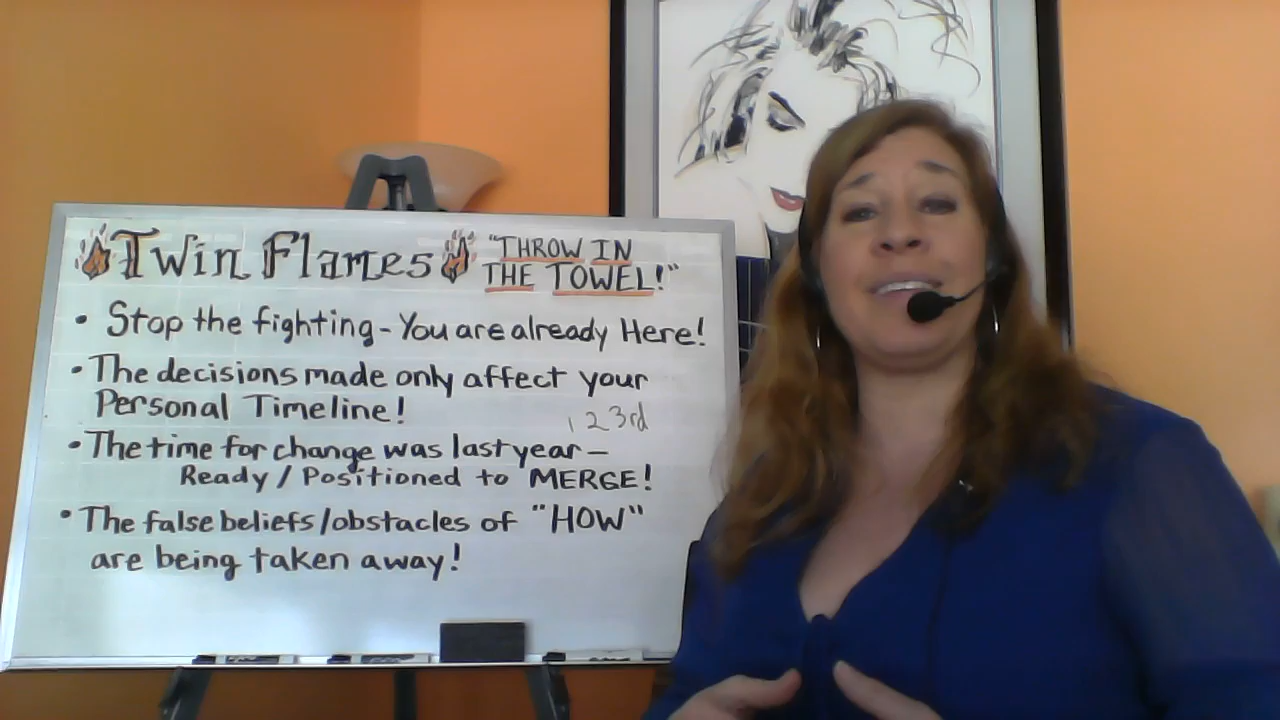 Twin Flames "THROW IN
THE TOWEL!"
• Stop the fighting - You are already Here!
• The decisions made only affect your
Personal Timeline!
1 2 3rd
• The time for change was last year —
Ready / Positioned to MERGE!
• The false beliefs/obstacles of "HOW"
are being taken away!